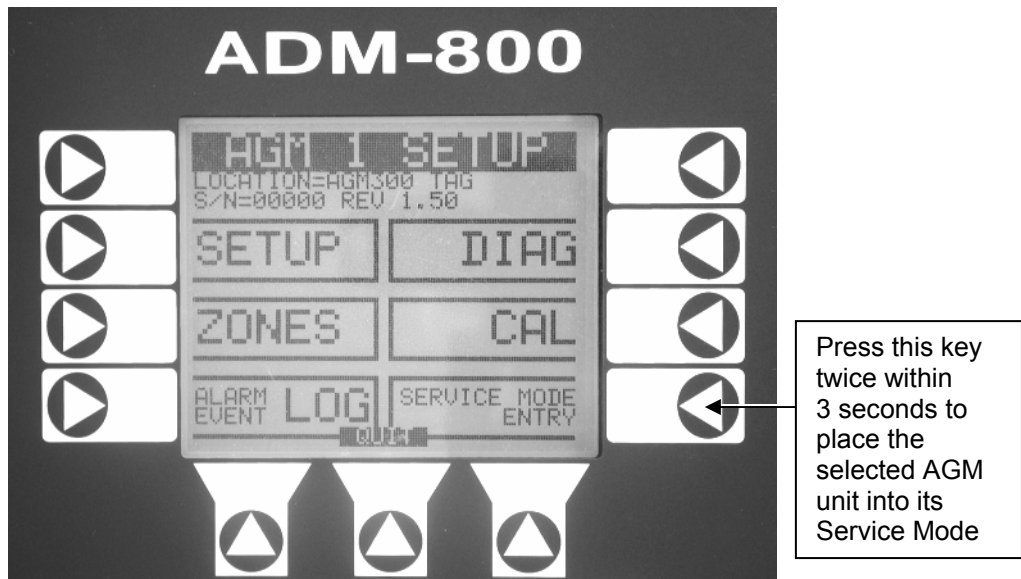 ADM-800
AGM 1 SETUP
LOCATION=AGM300 TAG
S/N=00000 REV 1.50
SETUP
DIAG
ZONES
CAL
ALARM EVENT LOG
SERVICE MODE ENTRY
QUIT
Press this key
twice within
3 seconds to
place the
selected AGM
unit into its
Service Mode